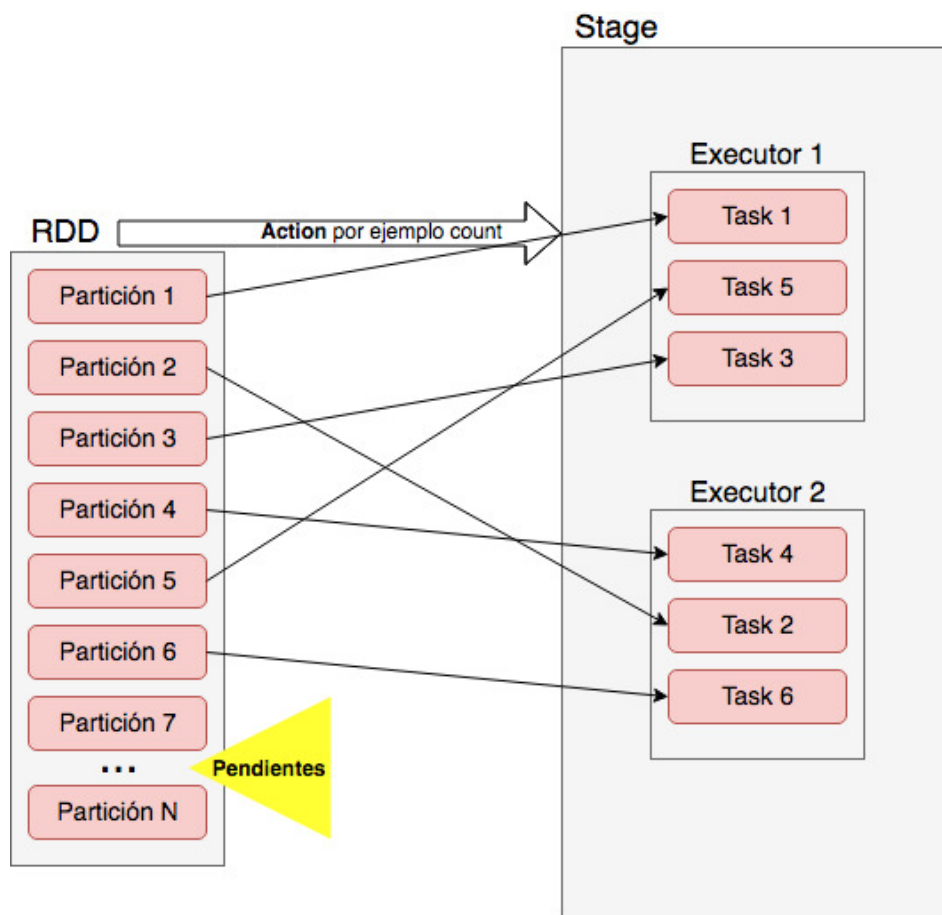 Stage
Executor 1
Task 1
Task 5
Task 3
RDD
Action por ejemplo count
Partición 1
Partición 2
Partición 3
Partición 4
Partición 5
Partición 6
Partición 7
...
Partición N
Pendientes
Executor 2
Task 4
Task 2
Task 6